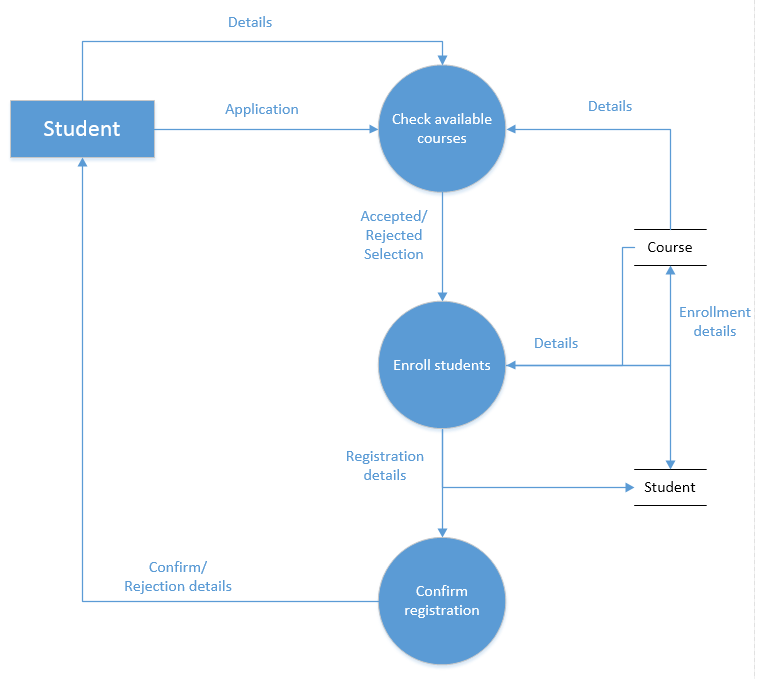 Details
Student
Application
Check available
courses
Details
Accepted/
Rejected
Selection
Course
Enrollment
details
Enroll students
Details
Registration
details
Student
Confirm/
Rejection details
Confirm
registration